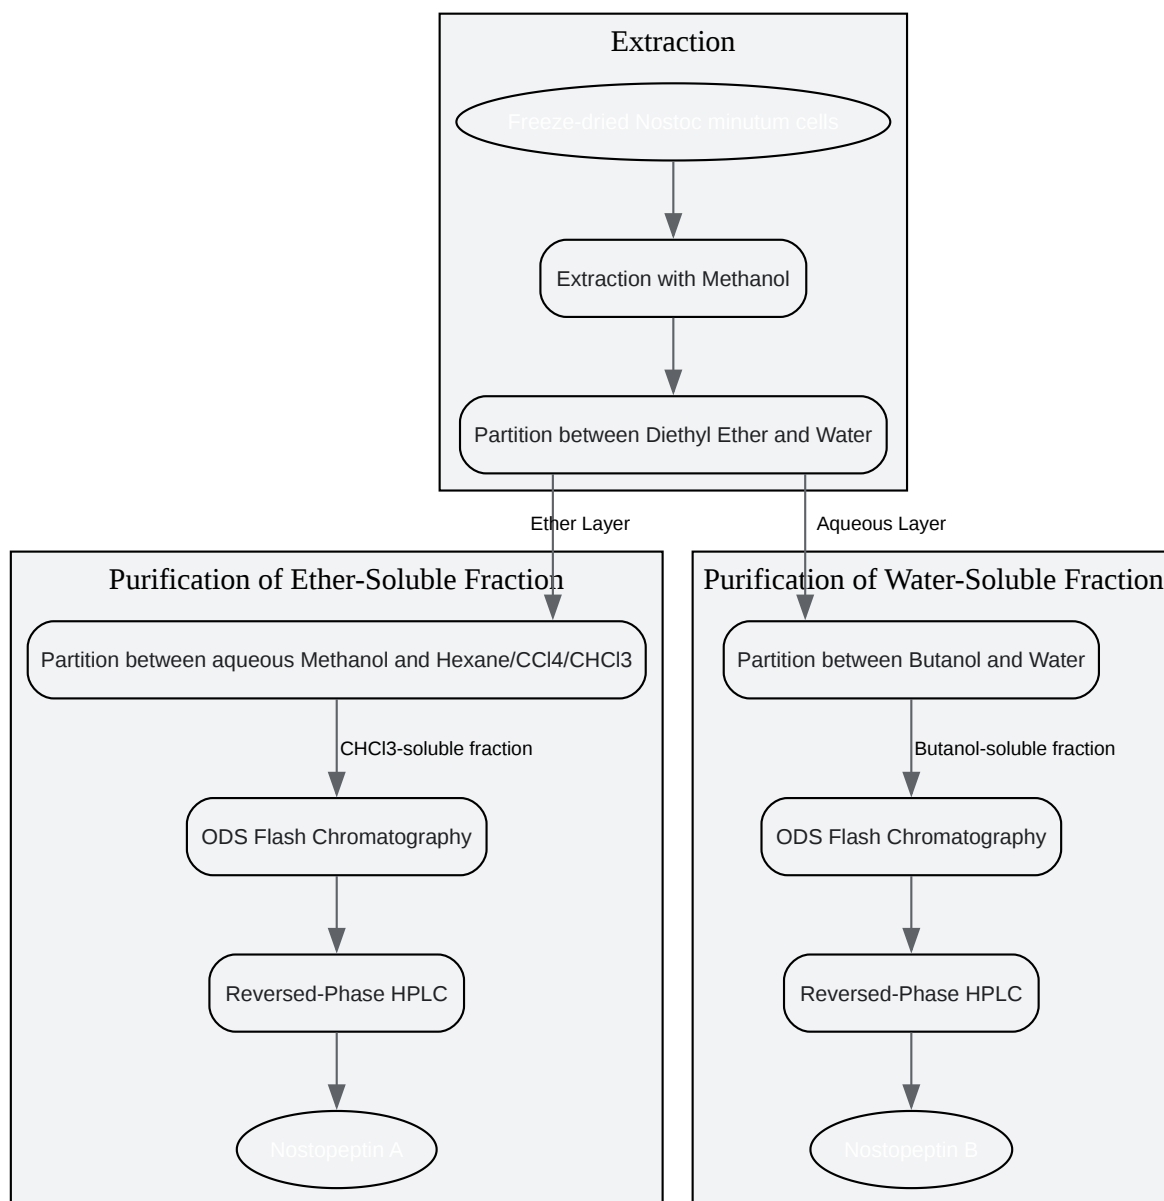 Extraction
Freeze-dried Nostoc minutum cells
Extraction with Methanol
Partition between Diethyl Ether and Water
Ether Layer
Aqueous Layer
Purification of Ether-Soluble Fraction
Partition between aqueous Methanol and Hexane/CCl4/CHCl3
CHCl3-soluble fraction
ODS Flash Chromatography
Reversed-Phase HPLC
Nostopeptin A
Purification of Water-Soluble Fraction
Partition between Butanol and Water
Butanol-soluble fraction
ODS Flash Chromatography
Reversed-Phase HPLC
Nostopeptin B